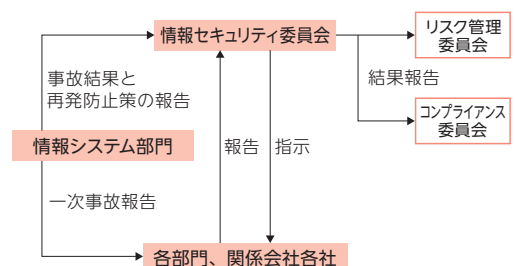 情報セキュリティ委員会
リスク管理
委員会
事故結果と
再発防止策の報告
結果報告
コンプライアンス
委員会
情報システム部門
報告
指示
一次事故報告
各部門、関係会社各社